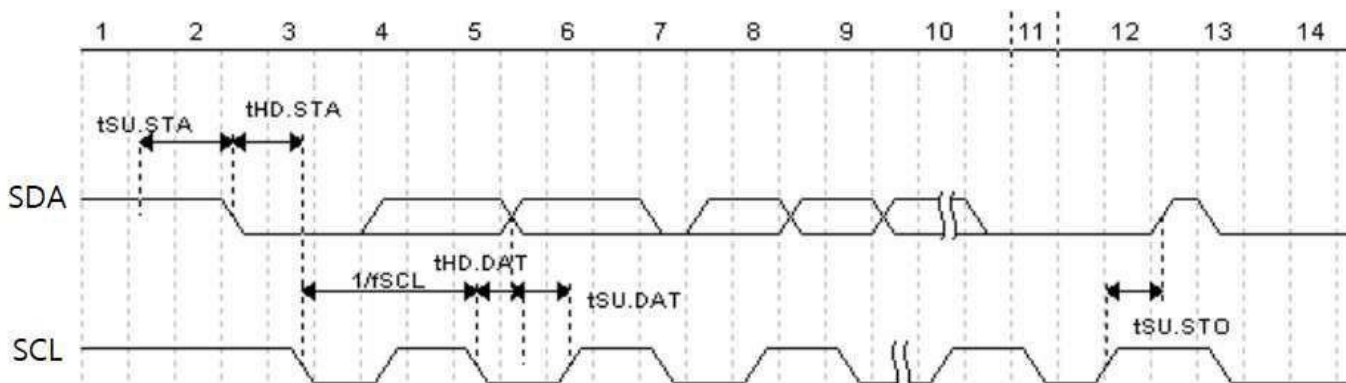 1 2 3 4 5 6 7 8 9 10 11 12 13 14
tHD.STA
tSU.STA
SDA
tHD.DAT
1/fSCL
tSU.DAT
tSU.STO
SCL